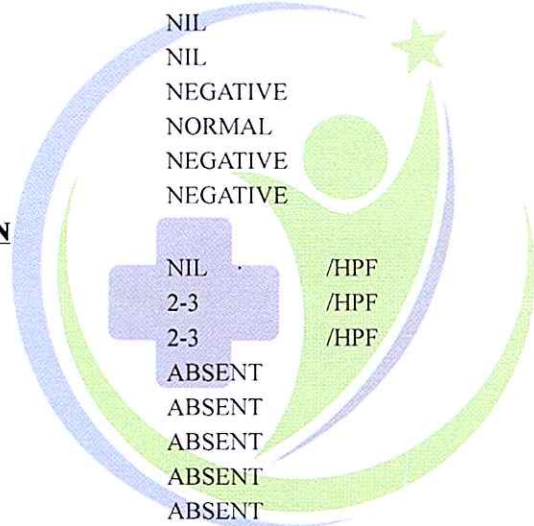 NIL
NIL
NEGATIVE
NORMAL
NEGATIVE
NEGATIVE
N
NIL /HPF
2-3 /HPF
2-3 /HPF
ABSENT
ABSENT
ABSENT
ABSENT
ABSENT